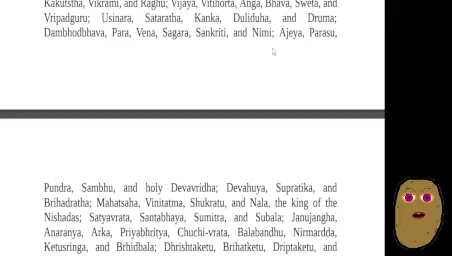 Kakutstha, Vikrami, and Raghu; Vijaya, Vitihorta, Anga, Bhava, Sweta, and
Vripadguru; Usinara, Sataratha, Kanka, Duliduha, and Druma;
Dambhodbhava, Para, Vena, Sagara, Sankriti, and Nimi; Ajeya, Parasu,
Pundra, Sambhu, and holy Devavridha; Devahuya, Supratika, and
Brihadratha; Mahatsaha, Vinitatma, Shukratu, and Nala, the king of the
Nishadas; Satyavrata, Santabhaya, Sumitra, and Subala; Janujangha,
Anaranya, Arka, Priyabhritya, Chuchi-vrata, Balabandhu, Nirmardda,
Ketusringa, and Brhidbala; Dhrishtaketu, Brihatketu, Driptaketu, and